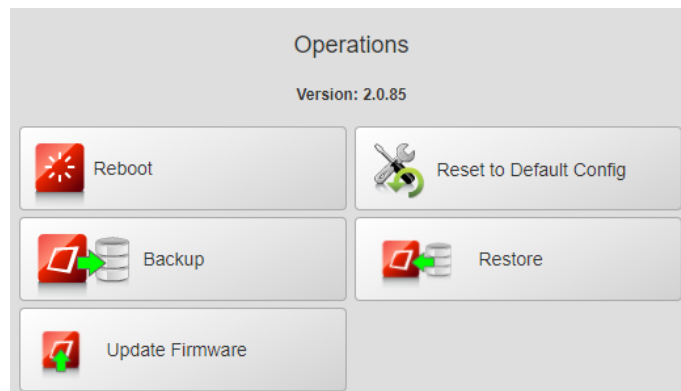 Operations
Version: 2.0.85
Reboot
Reset to Default Config
Backup
Restore
Update Firmware